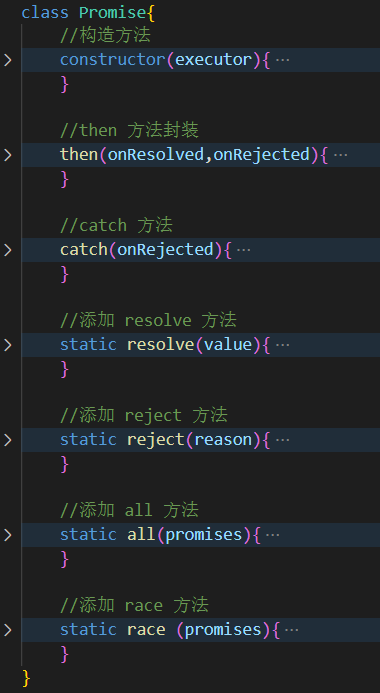 class Promise{
//构造方法
constructor(executor){…
}
//then 方法封装
then(onResolved,onRejected){…
}
//catch 方法
catch(onRejected){…
}
//添加 resolve 方法
static resolve(value){…
}
//添加 reject 方法
static reject(reason){…
}
//添加 all 方法
static all(promises){…
}
//添加 race 方法
static race (promises){…
}
}